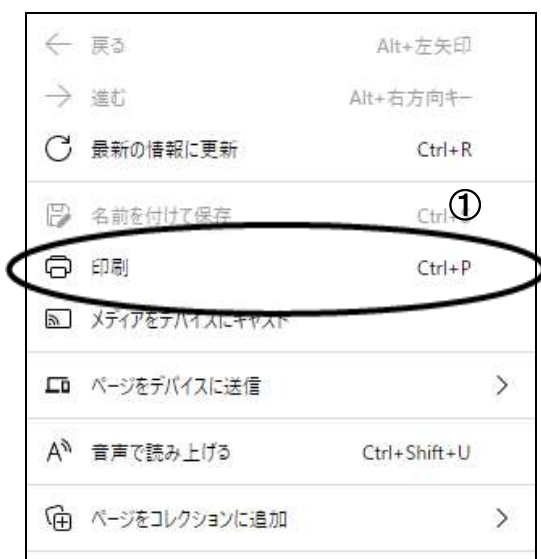 戻る Alt+左矢印
進む Alt+右方向キー
最新の情報に更新 Ctrl+R
①
名前を付けて保存 Ctrl+
印刷 Ctrl+P
メディアをデバイスにキャスト
ページをデバイスに送信
音声で読み上げる Ctrl+Shift+U
ページをコレクションに追加